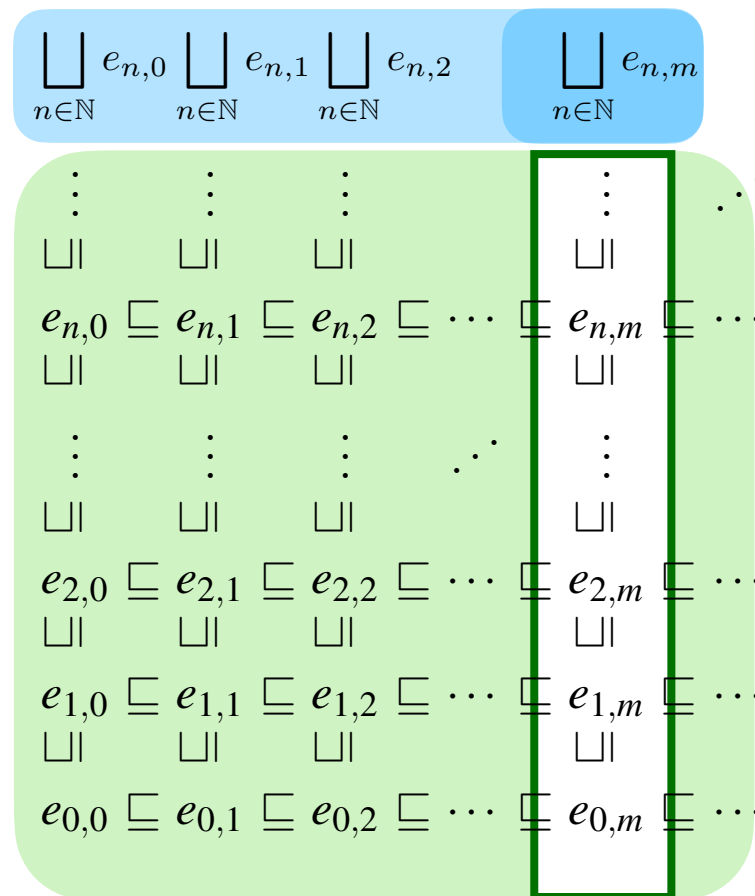 ⨆ e_{n,0} ⨆ e_{n,1} ⨆ e_{n,2} ⨆ e_{n,m}
n∈ℕ n∈ℕ n∈ℕ n∈ℕ
⋮ ⋮ ⋮ ⋮ ⋰
⊔| ⊔| ⊔| ⊔|
e_{n,0} ⊑ e_{n,1} ⊑ e_{n,2} ⊑ ⋯ ⊑ e_{n,m} ⊑ ⋯
⊔| ⊔| ⊔| ⊔|
⋮ ⋮ ⋮ ⋰ ⋮
⊔| ⊔| ⊔| ⊔|
e_{2,0} ⊑ e_{2,1} ⊑ e_{2,2} ⊑ ⋯ ⊑ e_{2,m} ⊑ ⋯
⊔| ⊔| ⊔| ⊔|
e_{1,0} ⊑ e_{1,1} ⊑ e_{1,2} ⊑ ⋯ ⊑ e_{1,m} ⊑ ⋯
⊔| ⊔| ⊔| ⊔|
e_{0,0} ⊑ e_{0,1} ⊑ e_{0,2} ⊑ ⋯ ⊑ e_{0,m} ⊑ ⋯